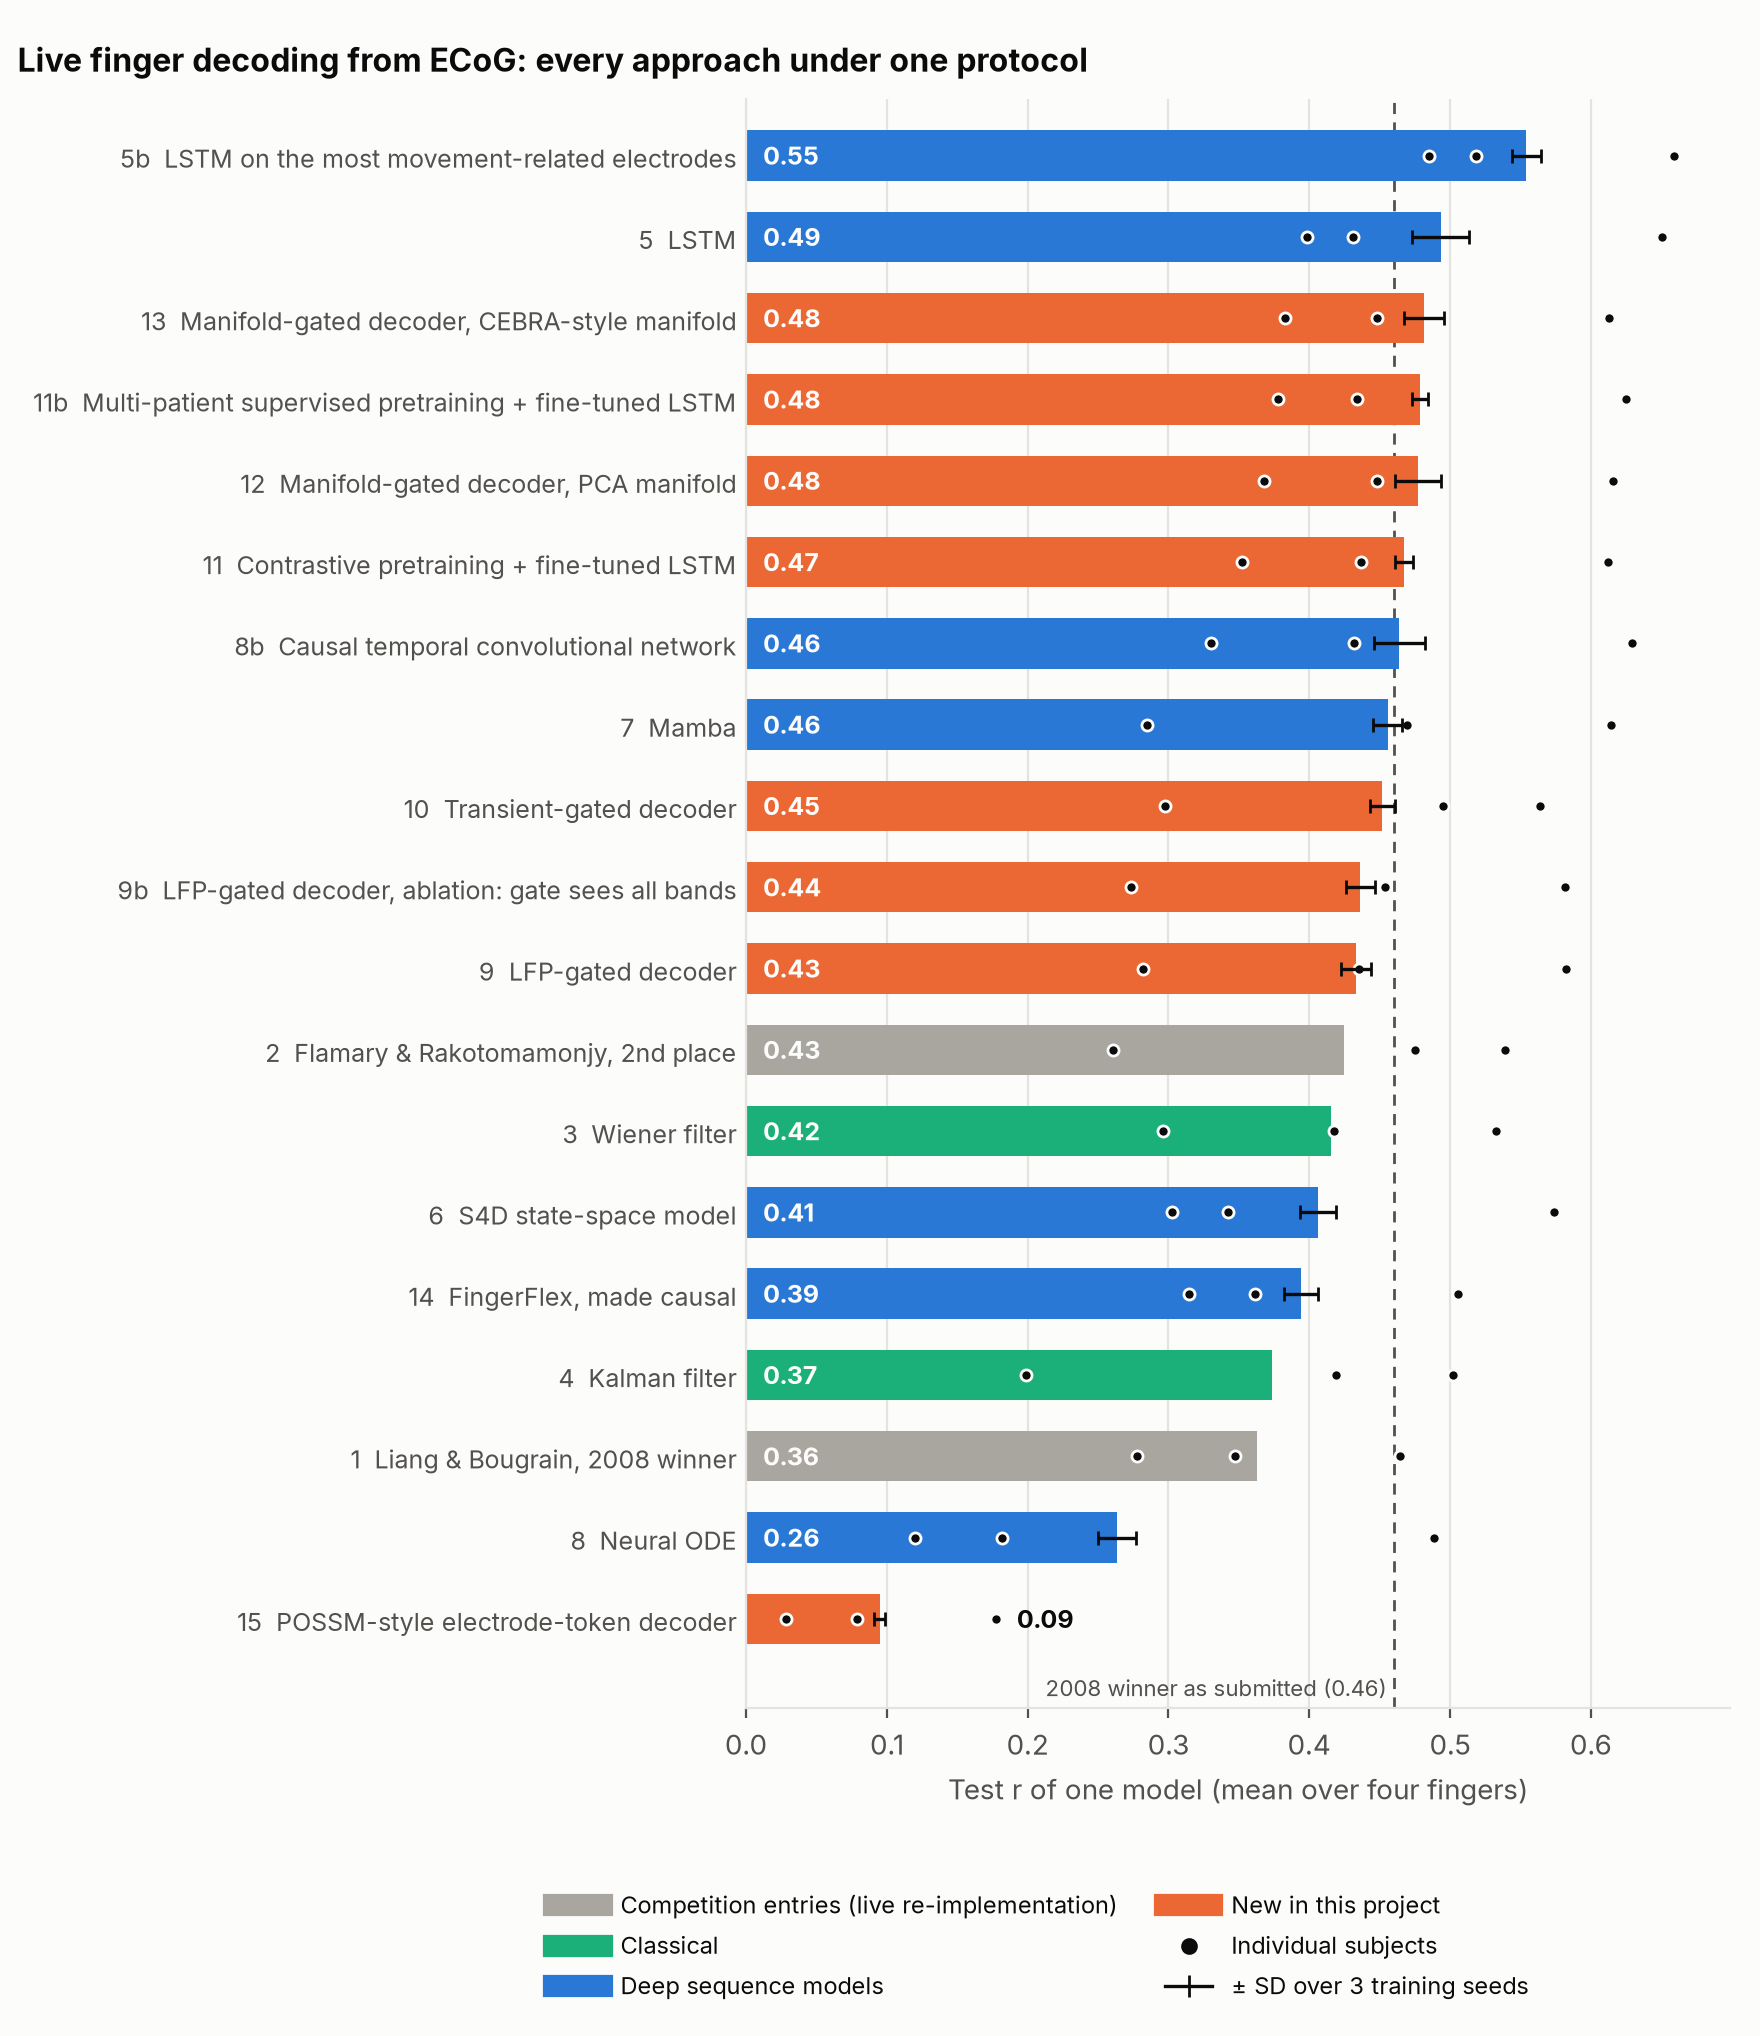 Live finger decoding from ECoG: every approach under one protocol
5b LSTM on the most movement-related electrodes 0.55
5 LSTM 0.49
13 Manifold-gated decoder, CEBRA-style manifold 0.48
11b Multi-patient supervised pretraining + fine-tuned LSTM 0.48
12 Manifold-gated decoder, PCA manifold 0.48
11 Contrastive pretraining + fine-tuned LSTM 0.47
8b Causal temporal convolutional network 0.46
7 Mamba 0.46
10 Transient-gated decoder 0.45
9b LFP-gated decoder, ablation: gate sees all bands 0.44
9 LFP-gated decoder 0.43
2 Flamary & Rakotomamonjy, 2nd place 0.43
3 Wiener filter 0.42
6 S4D state-space model 0.41
14 FingerFlex, made causal 0.39
4 Kalman filter 0.37
1 Liang & Bougrain, 2008 winner 0.36
8 Neural ODE 0.26
15 POSSM-style electrode-token decoder 0.09
2008 winner as submitted (0.46)
0.0 0.1 0.2 0.3 0.4 0.5 0.6
Test r of one model (mean over four fingers)
Competition entries (live re-implementation) New in this project
Classical Individual subjects
Deep sequence models ± SD over 3 training seeds